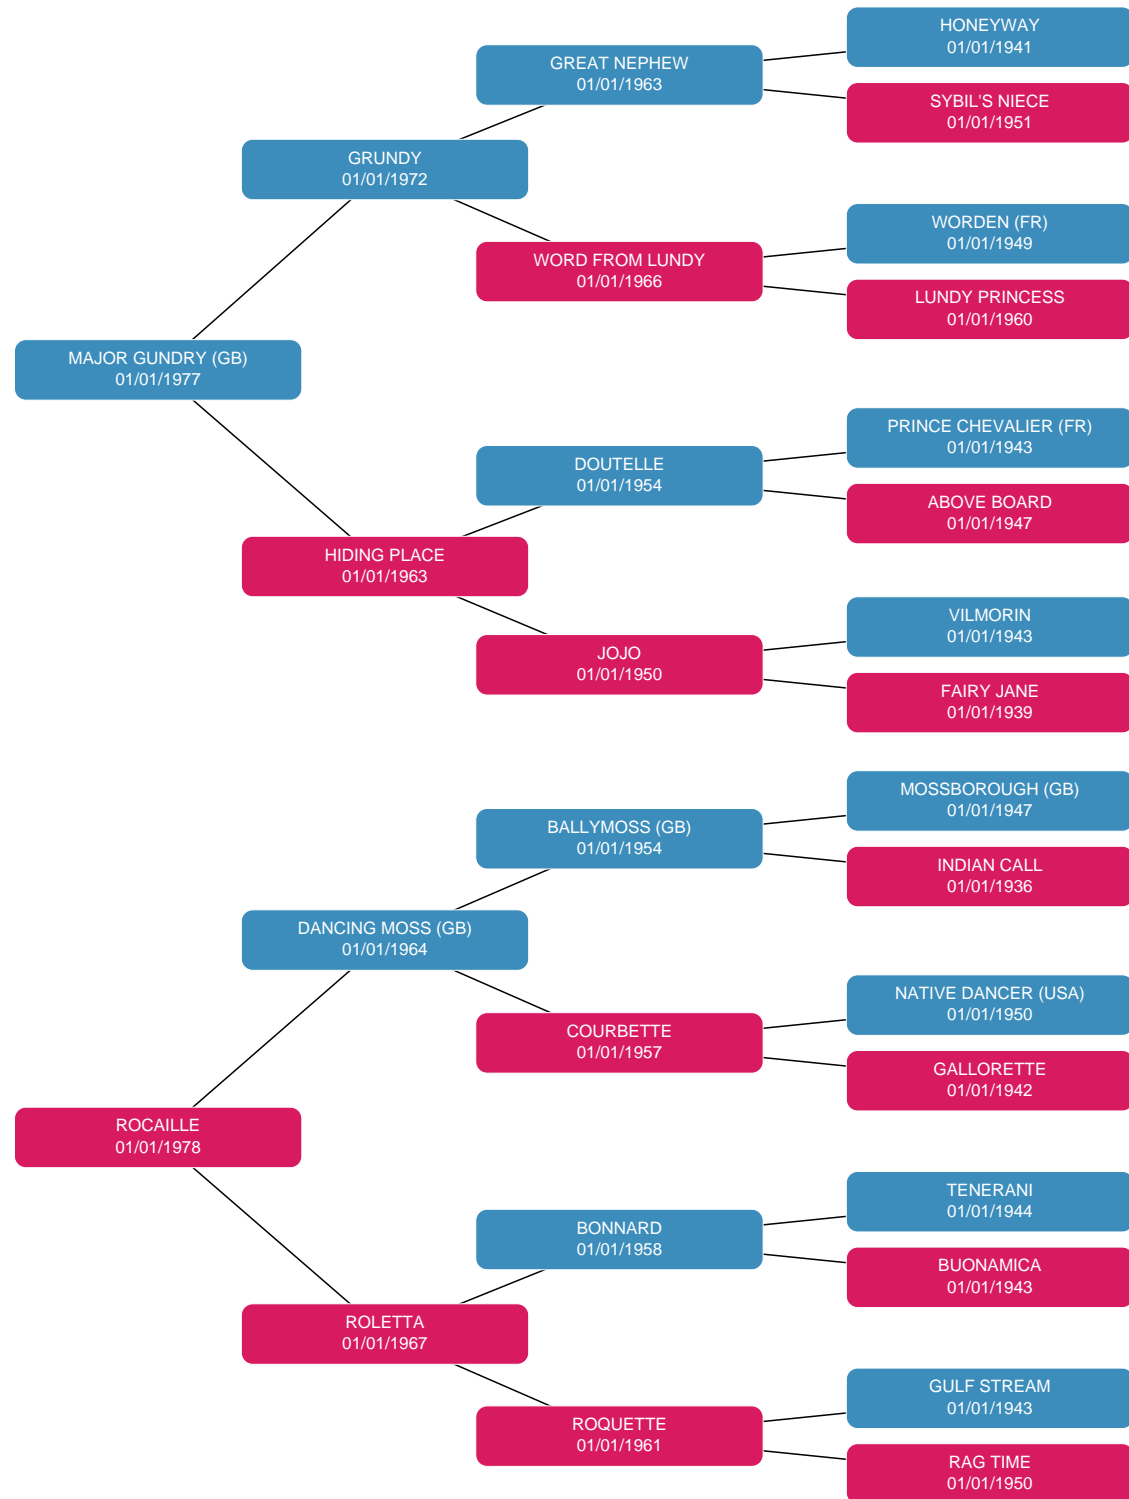 HONEYWAY
01/01/1941
GREAT NEPHEW
01/01/1963
SYBIL'S NIECE
01/01/1951
GRUNDY
01/01/1972
WORDEN (FR)
01/01/1949
WORD FROM LUNDY
01/01/1966
LUNDY PRINCESS
01/01/1960
MAJOR GUNDRY (GB)
01/01/1977
PRINCE CHEVALIER (FR)
01/01/1943
DOUTELLE
01/01/1954
ABOVE BOARD
01/01/1947
HIDING PLACE
01/01/1963
VILMORIN
01/01/1943
JOJO
01/01/1950
FAIRY JANE
01/01/1939
MOSSBOROUGH (GB)
01/01/1947
BALLYMOSS (GB)
01/01/1954
INDIAN CALL
01/01/1936
DANCING MOSS (GB)
01/01/1964
NATIVE DANCER (USA)
01/01/1950
COURBETTE
01/01/1957
GALLORETTE
01/01/1942
ROCAILLE
01/01/1978
TENERANI
01/01/1944
BONNARD
01/01/1958
BUONAMICA
01/01/1943
ROLETTA
01/01/1967
GULF STREAM
01/01/1943
ROQUETTE
01/01/1961
RAG TIME
01/01/1950